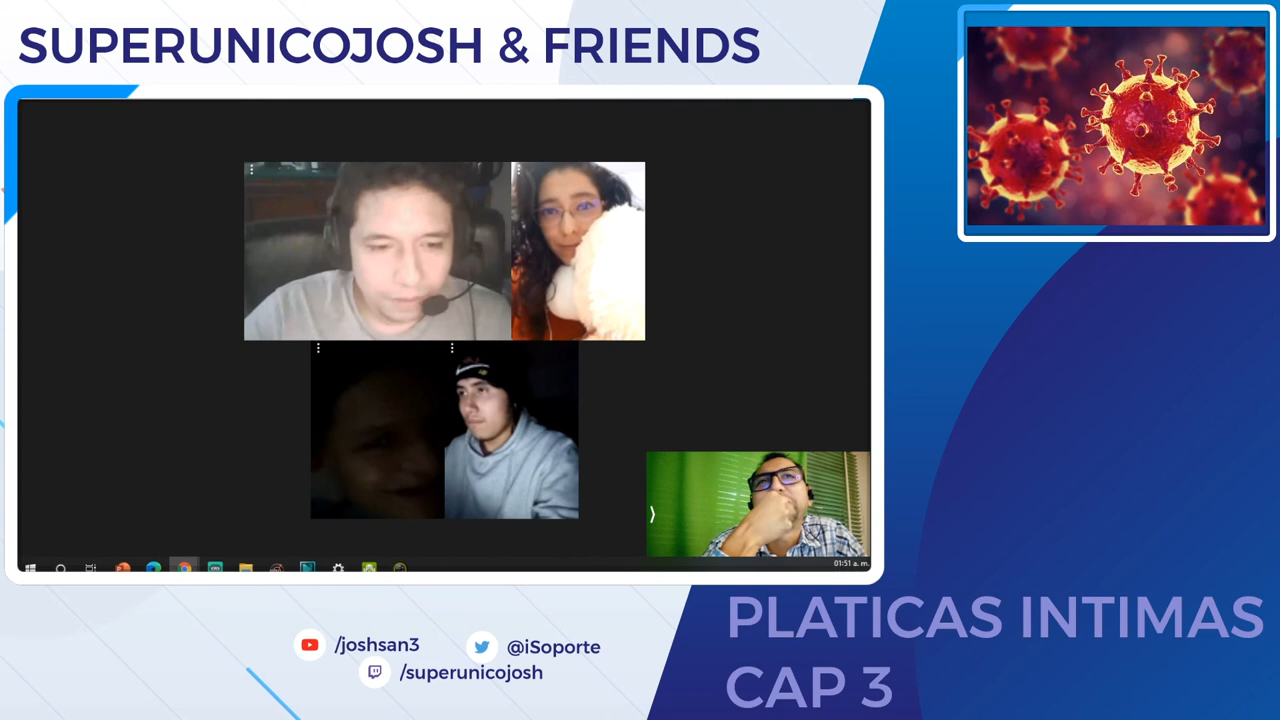 SUPERUNICOJOSH & FRIENDS
01:51 a. m.
/joshsan3
@iSoporte
/superunicojosh
PLATICAS INTIMAS
CAP 3